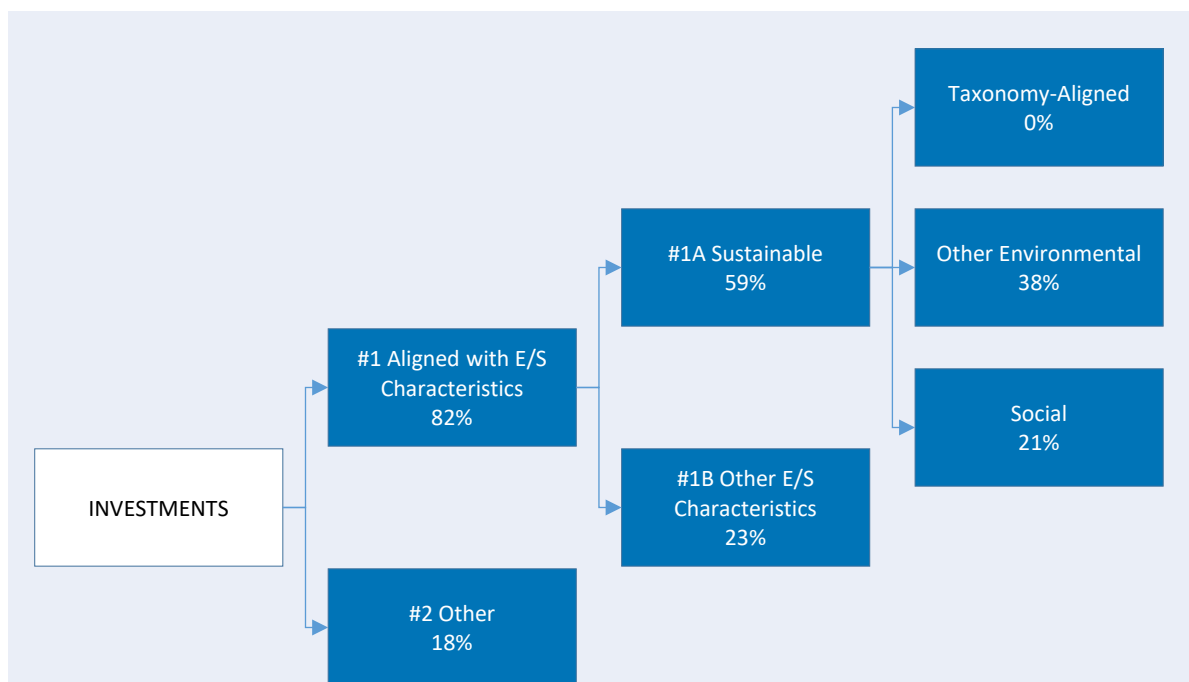 INVESTMENTS
#1 Aligned with E/S
Characteristics
82%
#2 Other
18%
#1A Sustainable
59%
#1B Other E/S
Characteristics
23%
Taxonomy-Aligned
0%
Other Environmental
38%
Social
21%